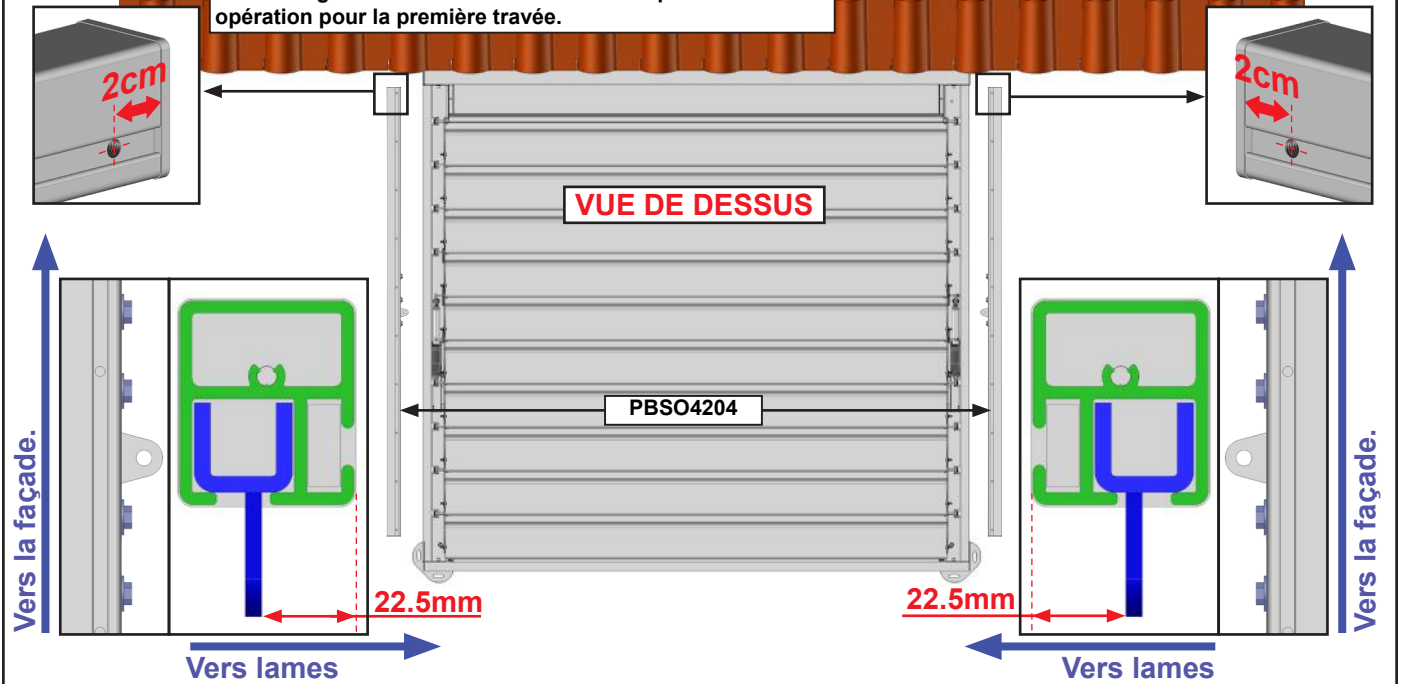 opération pour la première travée.
2cm
2cm
VUE DE DESSUS
PBSO4204
Vers la façade.
Vers la façade.
22.5mm
22.5mm
Vers lames
Vers lames